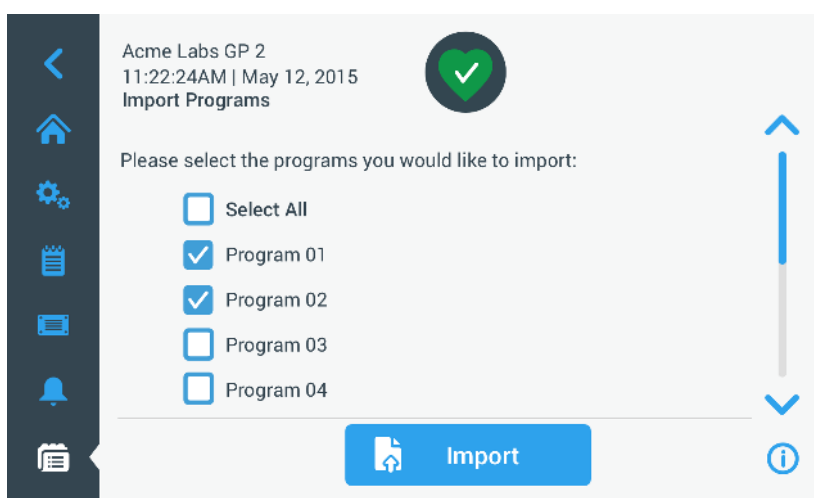 Acme Labs GP 2
11:22:24AM | May 12, 2015
Import Programs
Please select the programs you would like to import:
Select All
Program 01
Program 02
Program 03
Program 04
Import